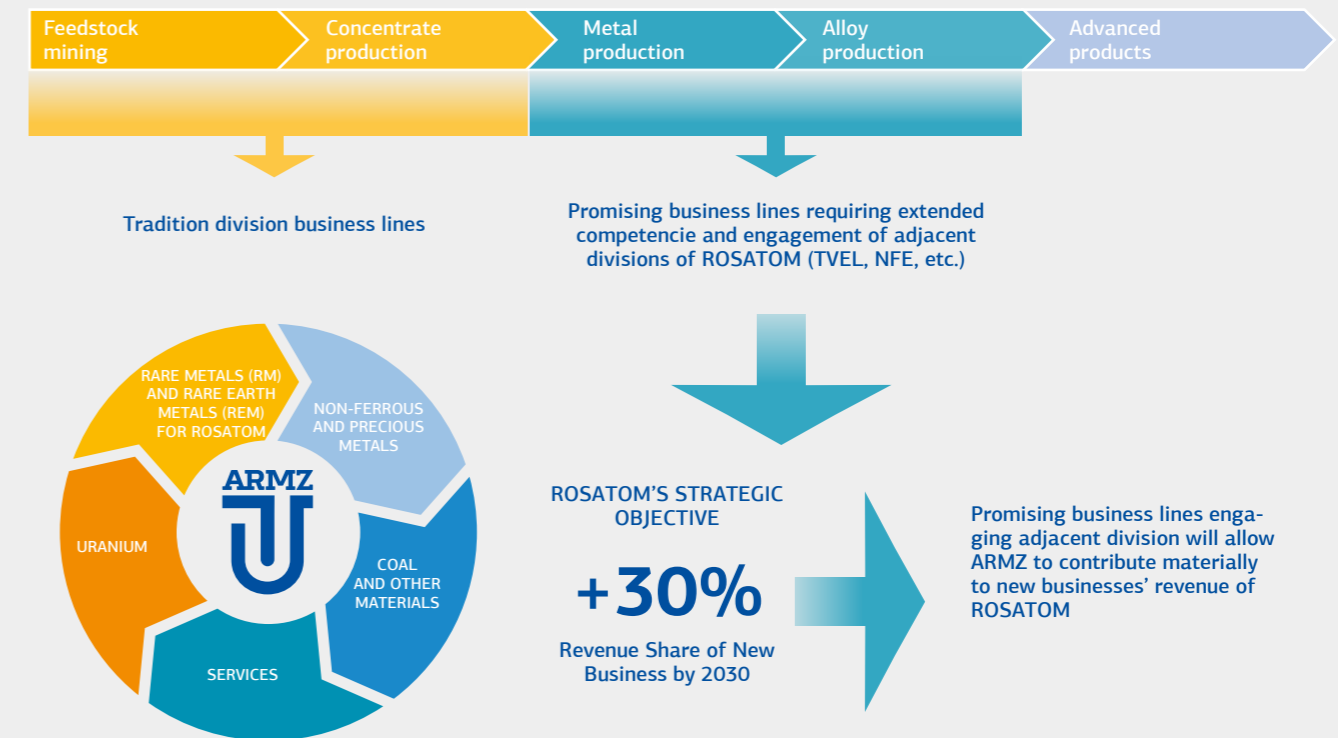 Feedstock
mining
Concentrate
production
Metal
production
Alloy
production
Advanced
products
Tradition division business lines
Promising business lines requiring extended
competencie and engagement of adjacent
divisions of ROSATOM (TVEL, NFE, etc.)
RARE METALS (RM)
AND RARE EARTH
METALS (REM)
FOR ROSATOM
NON-FERROUS
AND PRECIOUS
METALS
ARMZ
URANIUM
COAL
AND OTHER
MATERIALS
SERVICES
ROSATOM'S STRATEGIC
OBJECTIVE
+30%
Revenue Share of New
Business by 2030
Promising business lines enga-
ging adjacent division will allow
ARMZ to contribute materially
to new businesses' revenue of
ROSATOM